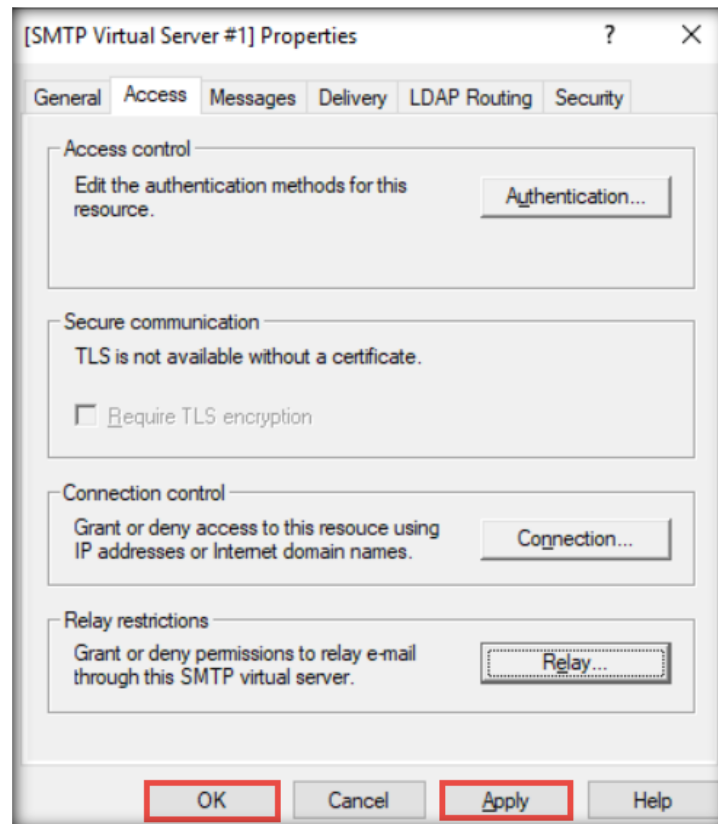 [SMTP Virtual Server #1] Properties ? ×
General Access Messages Delivery LDAP Routing Security
Access control
Edit the authentication methods for this
resource.
Authentication...
Secure communication
TLS is not available without a certificate.
Require TLS encryption
Connection control
Grant or deny access to this resouce using
IP addresses or Internet domain names.
Connection...
Relay restrictions
Grant or deny permissions to relay e-mail
through this SMTP virtual server.
Relay...
OK Cancel Apply Help